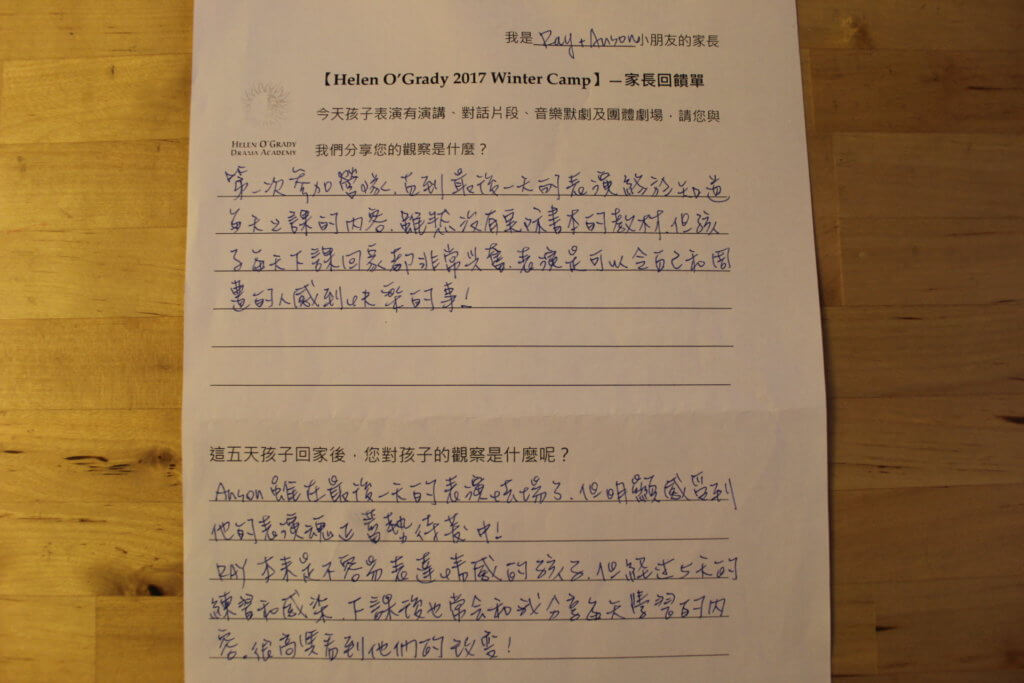 我是 Ray + Anson 小朋友的家長
【Helen O'Grady 2017 Winter Camp】－家長回饋單
今天孩子表演有演講、對話片段、音樂默劇及團體劇場，請您與
HELEN O'GRADY
DRAMA ACADEMY
我們分享您的觀察是什麼？
第一次參加營隊，直到最後一天的表演終於知道
每天上課的內容，雖然沒有要味書本的教材，但孩
子每天下課回家都非常興奮，表演是可以令自己和周
遭的人感到快樂的事！
這五天孩子回家後，您對孩子的觀察是什麼呢？
Anson 雖在最後一天的表演怯場了，但明顯感受到
他的表演魂正蓄勢待發中！
RAY 本來是不容易表達情感的孩子，但經過5天的
練習和感染，下課後也常会和我分享每天學習的內
容，很高興看到他們的改變！